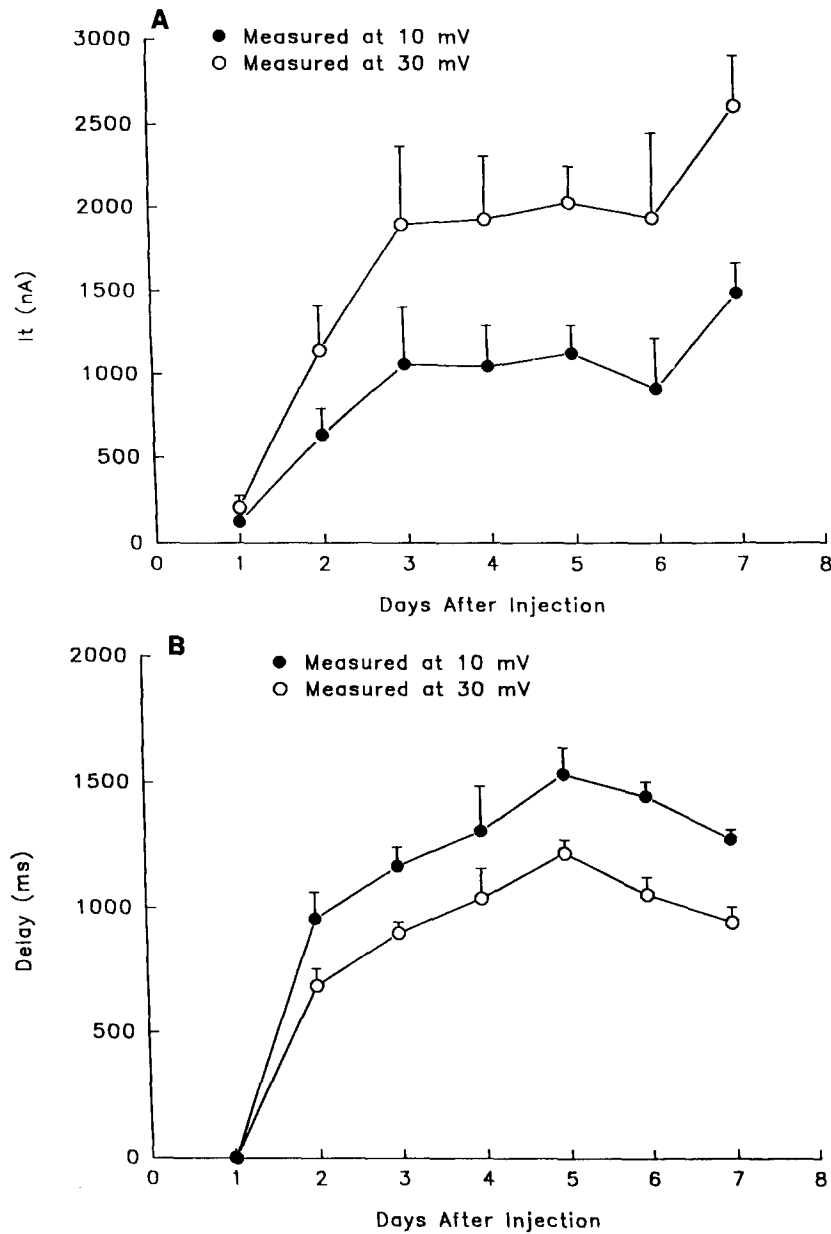 A
● Measured at 10 mV
○ Measured at 30 mV
3000
2500
2000
1500
1000
500
0
It (nA)
0 1 2 3 4 5 6 7 8
Days After Injection
B
● Measured at 10 mV
○ Measured at 30 mV
2000
1500
1000
500
0
Delay (ms)
0 1 2 3 4 5 6 7 8
Days After Injection